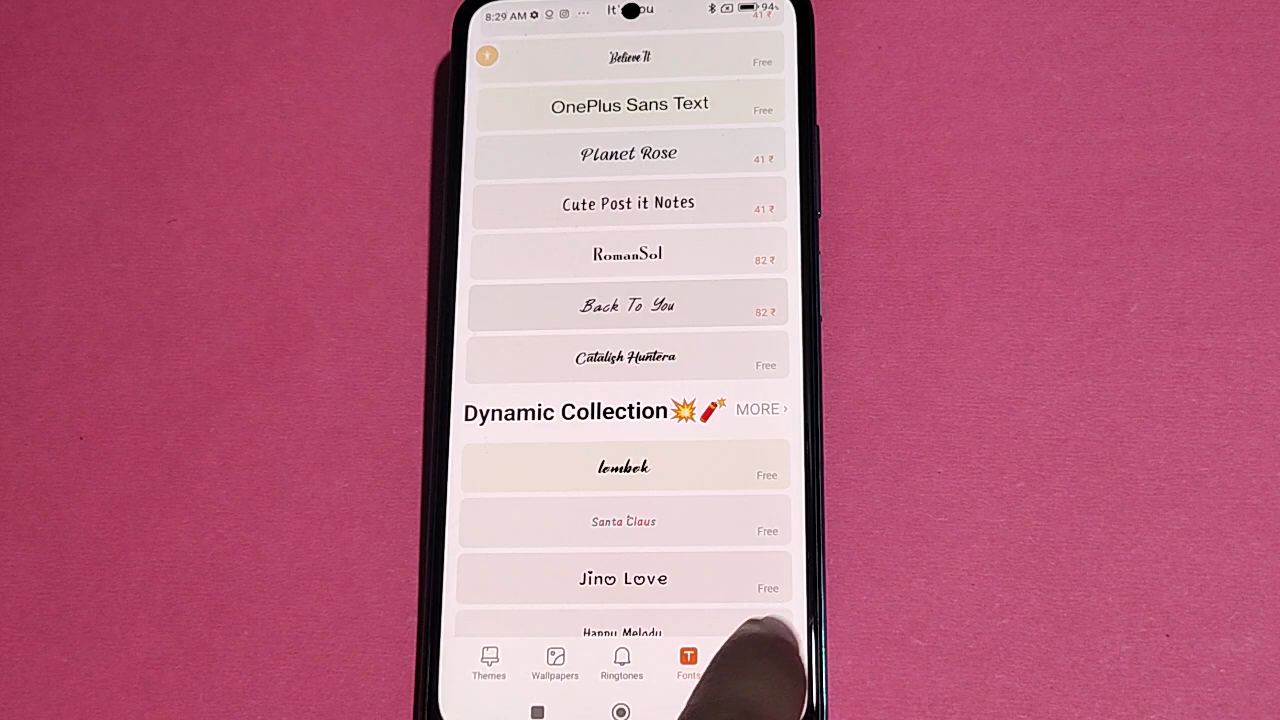 8:29 AM
94%
41 ₹
Believe It
Free
OnePlus Sans Text
Free
Planet Rose
41 ₹
Cute Post it Notes
41 ₹
RomanSol
82 ₹
Back To You
82 ₹
Catalish Huntera
Free
Dynamic Collection💥🧨 MORE ›
lombok
Free
Santa Claus
Free
Jino Love
Free
Happy Melody
Themes
Wallpapers
Ringtones
Fonts